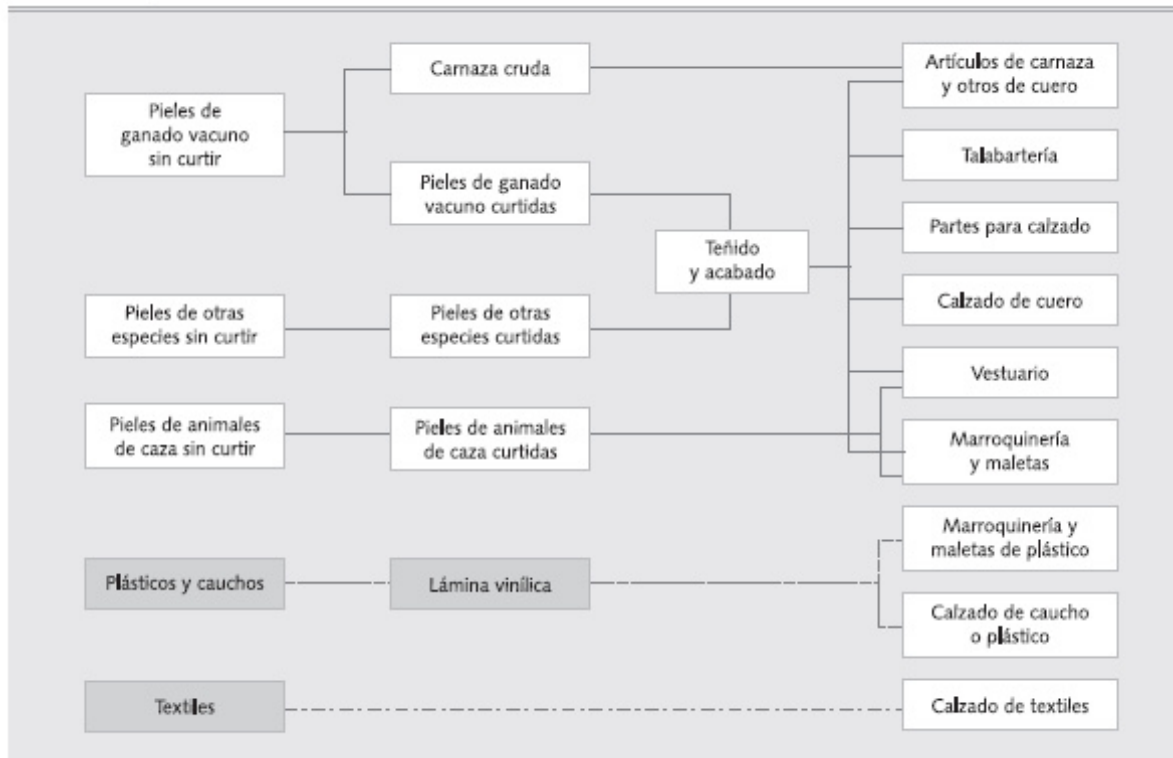 Carnaza cruda
Artículos de carnaza
y otros de cuero
Pieles de
ganado vacuno
sin curtir
Talabartería
Pieles de ganado
vacuno curtidas
Partes para calzado
Teñido
y acabado
Calzado de cuero
Pieles de otras
especies sin curtir
Pieles de otras
especies curtidas
Vestuario
Pieles de animales
de caza sin curtir
Pieles de animales
de caza curtidas
Marroquinería
y maletas
Marroquinería y
maletas de plástico
Plásticos y cauchos
Lámina vinílica
Calzado de caucho
o plástico
Textiles
Calzado de textiles